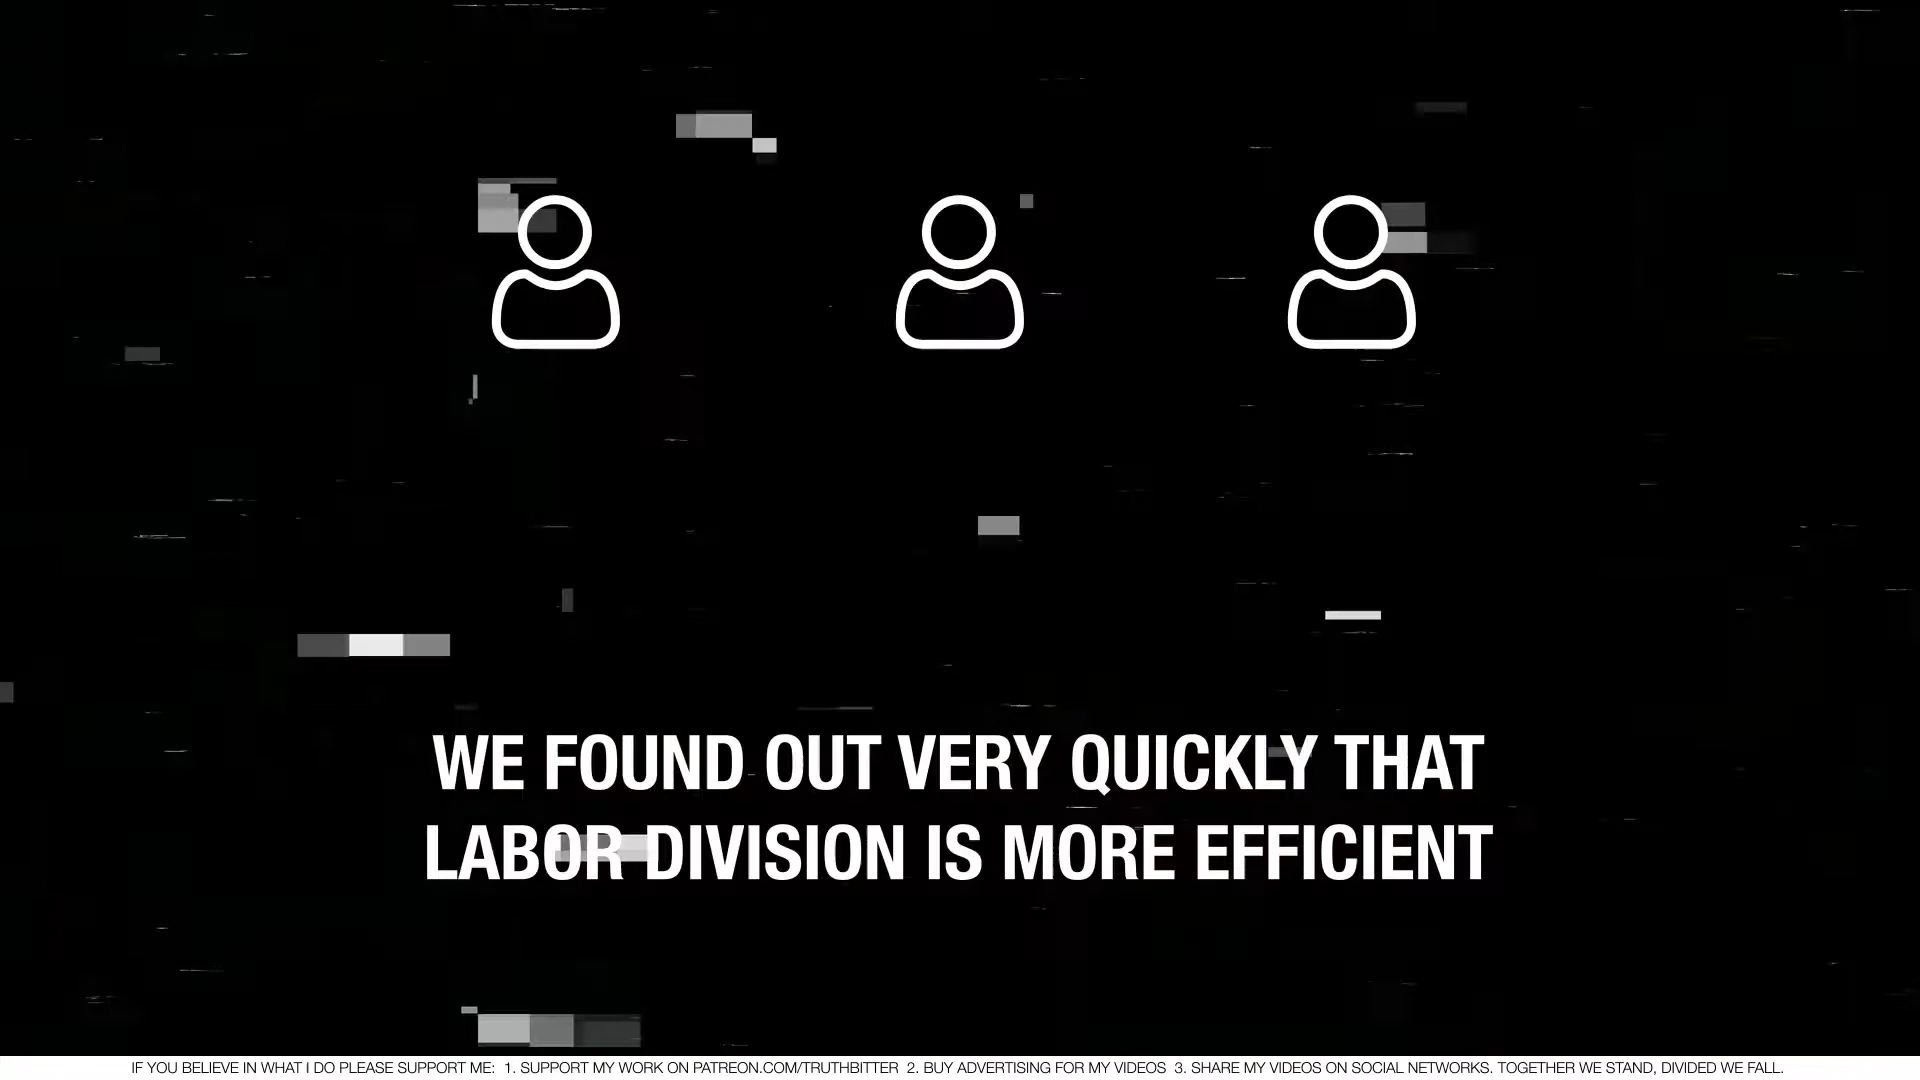 WE FOUND OUT VERY QUICKLY THAT
LABOR DIVISION IS MORE EFFICIENT
IF YOU BELIEVE IN WHAT I DO PLEASE SUPPORT ME: 1. SUPPORT MY WORK ON PATREON.COM/TRUTHBITTER 2. BUY ADVERTISING FOR MY VIDEOS 3. SHARE MY VIDEOS ON SOCIAL NETWORKS. TOGETHER WE STAND, DIVIDED WE FALL.